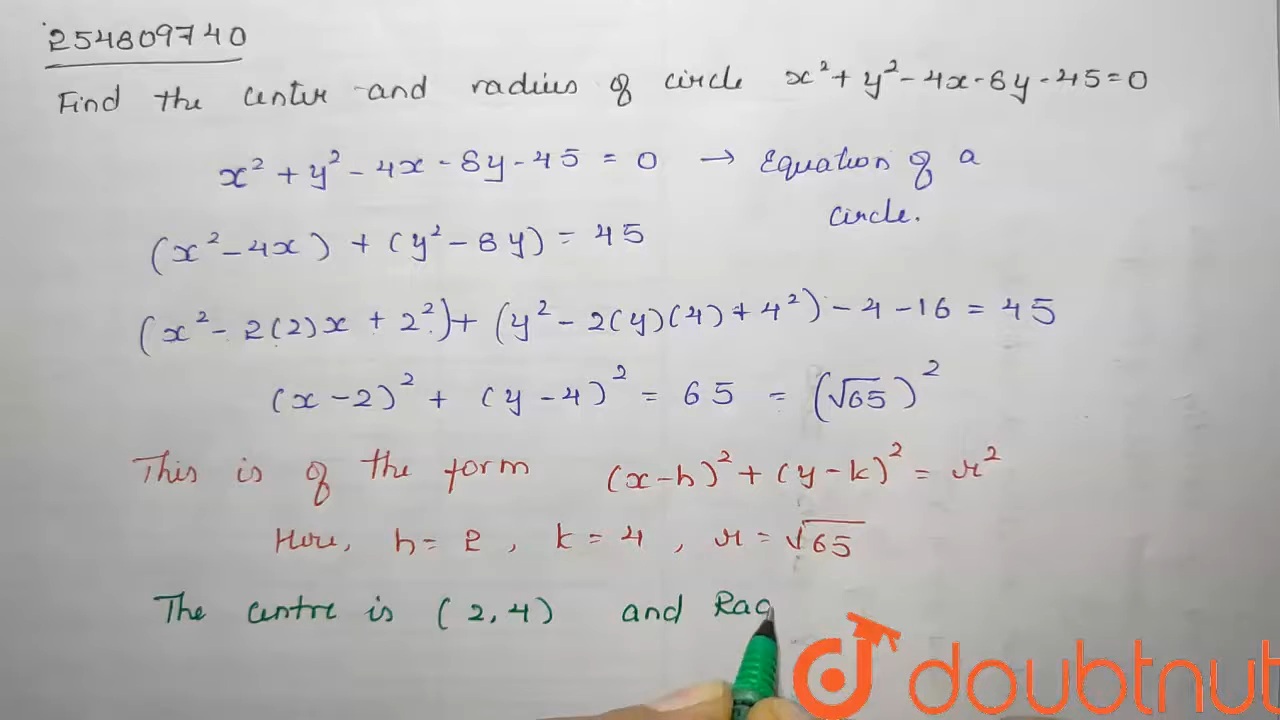 254809740
Find the center and radius of circle x² + y² - 4x - 8y - 45 = 0
x² + y² - 4x - 8y - 45 = 0 → Equation of a
circle.
(x² - 4x) + (y² - 8y) = 45
(x² - 2(2)x + 2²) + (y² - 2(y)(4) + 4²) - 4 - 16 = 45
(x - 2)² + (y - 4)² = 65 = (√65)²
This is of the form (x-h)² + (y-k)² = r²
Here, h = 2, k = 4, r = √65
The centre is (2,4) and Rad
doubtnut